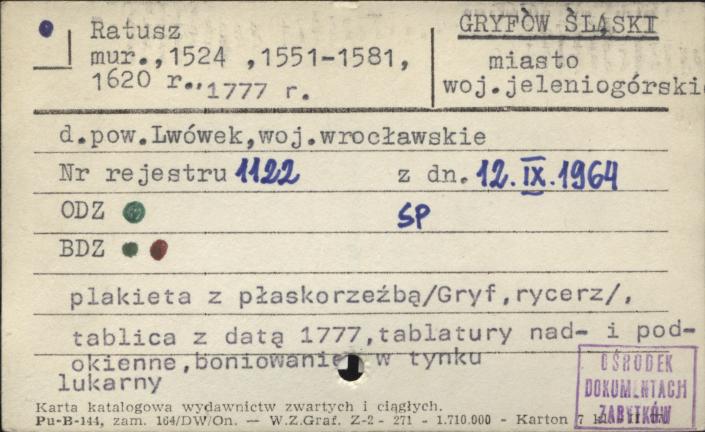 Ratusz
mur.,1524 ,1551-1581,
1620 r.,,1777 r.
GRYFÓW ŚLĄSKI
miasto
woj.jeleniogórskie
d.pow.Lwówek,woj.wrocławskie
Nr rejestru 1122 z dn. 12.IX.1964
ODZ SP
BDZ
plakieta z płaskorzeźbą/Gryf,rycerz/,
tablica z datą 1777,tablatury nad- i pod-
okienne,boniowanie w tynku
lukarny
OŚRODEK
DOKUMENTACJI
ZABYTKÓW
Karta katalogowa wydawnictw zwartych i ciągłych.
Pu-B-144, zam. 164/DW/On. — W.Z.Graf. Z-2 - 271 - 1.710.000 - Karton 7 kl.